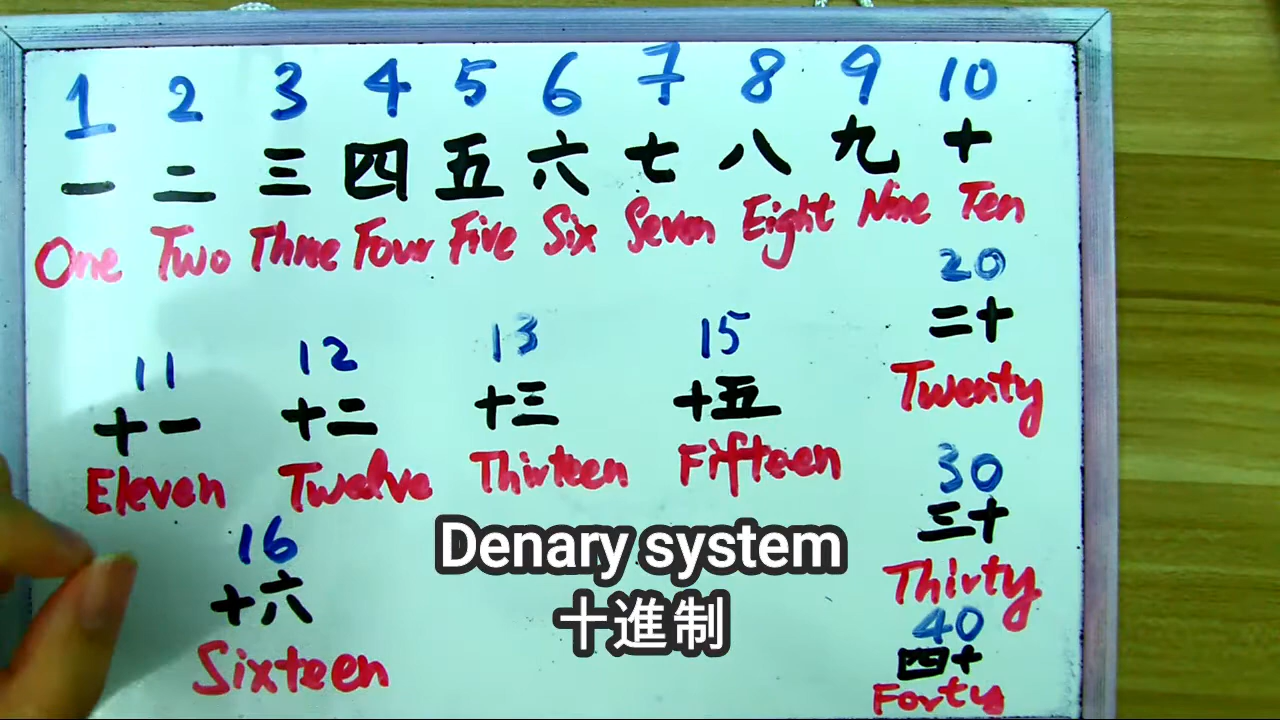 1 2 3 4 5 6 7 8 9 10
一 二 三 四 五 六 七 八 九 十
One Two Three Four Five Six Seven Eight Nine Ten
20
二十
Twenty
11 12 13 15
十一 十二 十三 十五
Eleven Twelve Thirteen Fifteen
30
三十
Thirty
16
十六
Sixteen
40
四十
Forty
Denary system
十進制